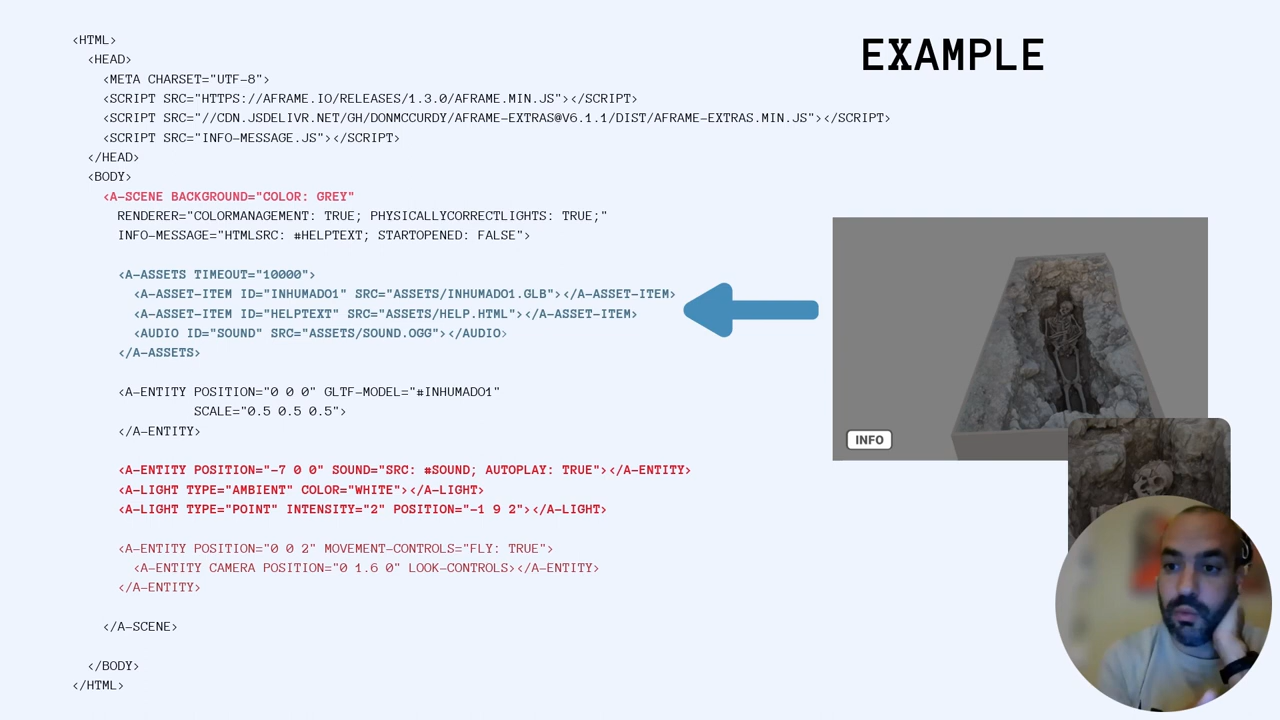 EXAMPLE
<HTML>
<HEAD>
<META CHARSET="UTF-8">
<SCRIPT SRC="HTTPS://AFRAME.IO/RELEASES/1.3.0/AFRAME.MIN.JS"></SCRIPT>
<SCRIPT SRC="//CDN.JSDELIVR.NET/GH/DONMCCURDY/AFRAME-EXTRAS@V6.1.1/DIST/AFRAME-EXTRAS.MIN.JS"></SCRIPT>
<SCRIPT SRC="INFO-MESSAGE.JS"></SCRIPT>
</HEAD>
<BODY>
<A-SCENE BACKGROUND="COLOR: GREY"
RENDERER="COLORMANAGEMENT: TRUE; PHYSICALLYCORRECTLIGHTS: TRUE;"
INFO-MESSAGE="HTMLSRC: #HELPTEXT; STARTOPENED: FALSE">
<A-ASSETS TIMEOUT="10000">
<A-ASSET-ITEM ID="INHUMADO1" SRC="ASSETS/INHUMADO1.GLB"></A-ASSET-ITEM>
<A-ASSET-ITEM ID="HELPTEXT" SRC="ASSETS/HELP.HTML"></A-ASSET-ITEM>
<AUDIO ID="SOUND" SRC="ASSETS/SOUND.OGG"></AUDIO>
</A-ASSETS>
<A-ENTITY POSITION="0 0 0" GLTF-MODEL="#INHUMADO1"
SCALE="0.5 0.5 0.5">
</A-ENTITY>
<A-ENTITY POSITION="-7 0 0" SOUND="SRC: #SOUND; AUTOPLAY: TRUE"></A-ENTITY>
<A-LIGHT TYPE="AMBIENT" COLOR="WHITE"></A-LIGHT>
<A-LIGHT TYPE="POINT" INTENSITY="2" POSITION="-1 9 2"></A-LIGHT>
<A-ENTITY POSITION="0 0 2" MOVEMENT-CONTROLS="FLY: TRUE">
<A-ENTITY CAMERA POSITION="0 1.6 0" LOOK-CONTROLS></A-ENTITY>
</A-ENTITY>
</A-SCENE>
</BODY>
</HTML>
INFO